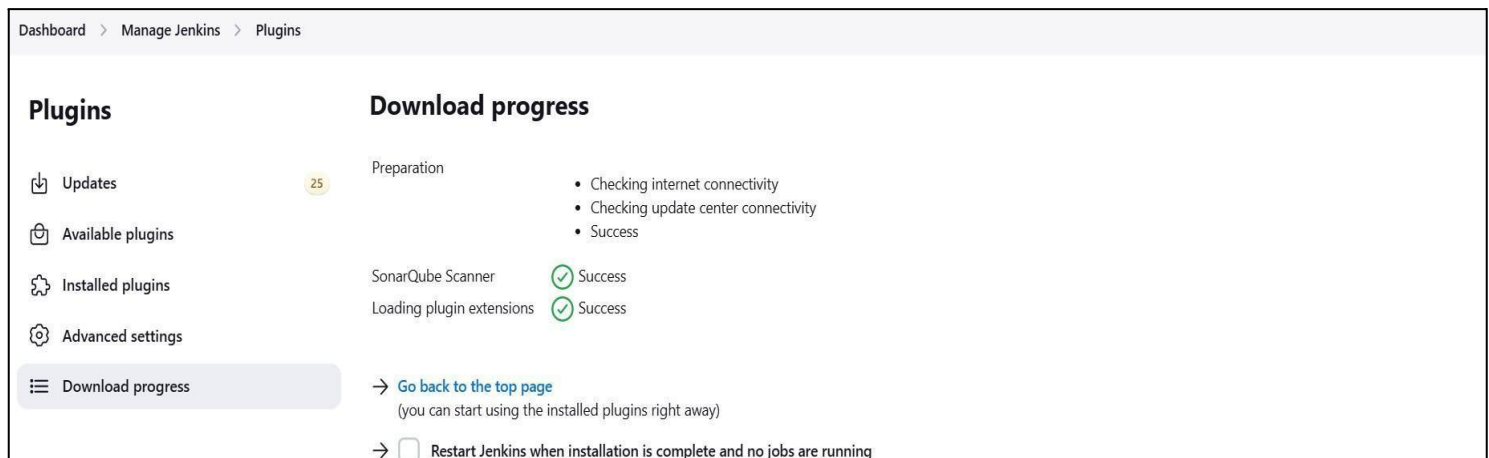 Dashboard > Manage Jenkins > Plugins
Plugins
Updates 25
Available plugins
Installed plugins
Advanced settings
Download progress
Download progress
Preparation
• Checking internet connectivity
• Checking update center connectivity
• Success
SonarQube Scanner Success
Loading plugin extensions Success
→ Go back to the top page
(you can start using the installed plugins right away)
→ Restart Jenkins when installation is complete and no jobs are running